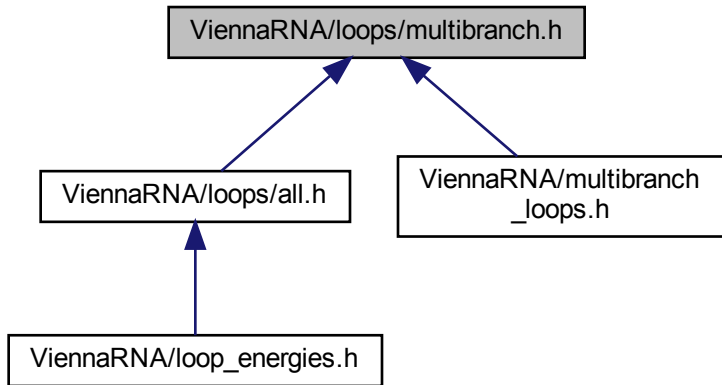 ViennaRNA/loops/multibranch.h
ViennaRNA/loops/all.h
ViennaRNA/multibranch
_loops.h
ViennaRNA/loop_energies.h